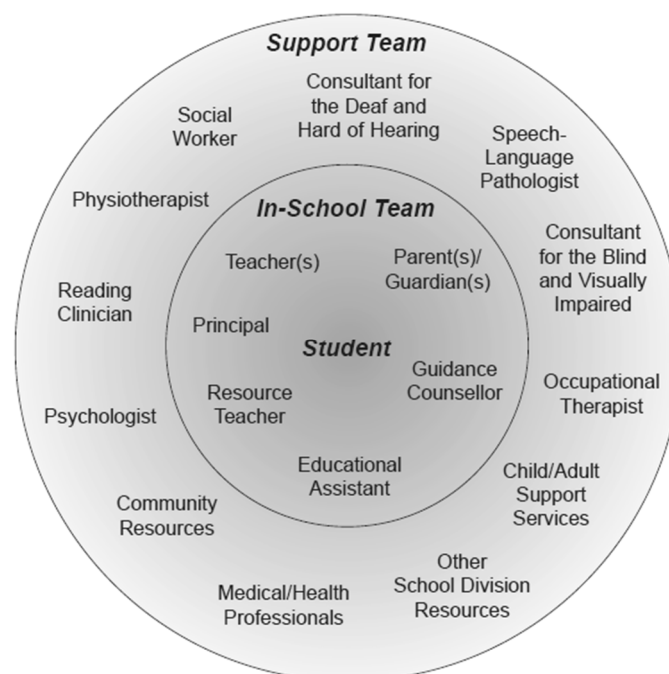 Support Team
Consultant for
the Deaf and
Hard of Hearing
Social
Worker
Speech-
Language
Pathologist
Physiotherapist
In-School Team
Consultant
for the Blind
and Visually
Impaired
Teacher(s)
Parent(s)/
Guardian(s)
Reading
Clinician
Principal
Student
Guidance
Counsellor
Occupational
Therapist
Resource
Teacher
Psychologist
Educational
Assistant
Child/Adult
Support
Services
Community
Resources
Other
School Division
Resources
Medical/Health
Professionals